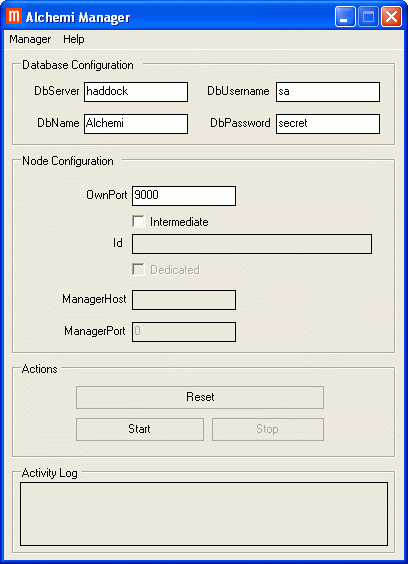 Alchemi Manager
Manager Help
Database Configuration
DbServer haddock DbUsername sa
DbName Alchemi DbPassword secret
Node Configuration
OwnPort 9000
Intermediate
Id
Dedicated
ManagerHost
ManagerPort 0
Actions
Reset
Start Stop
Activity Log